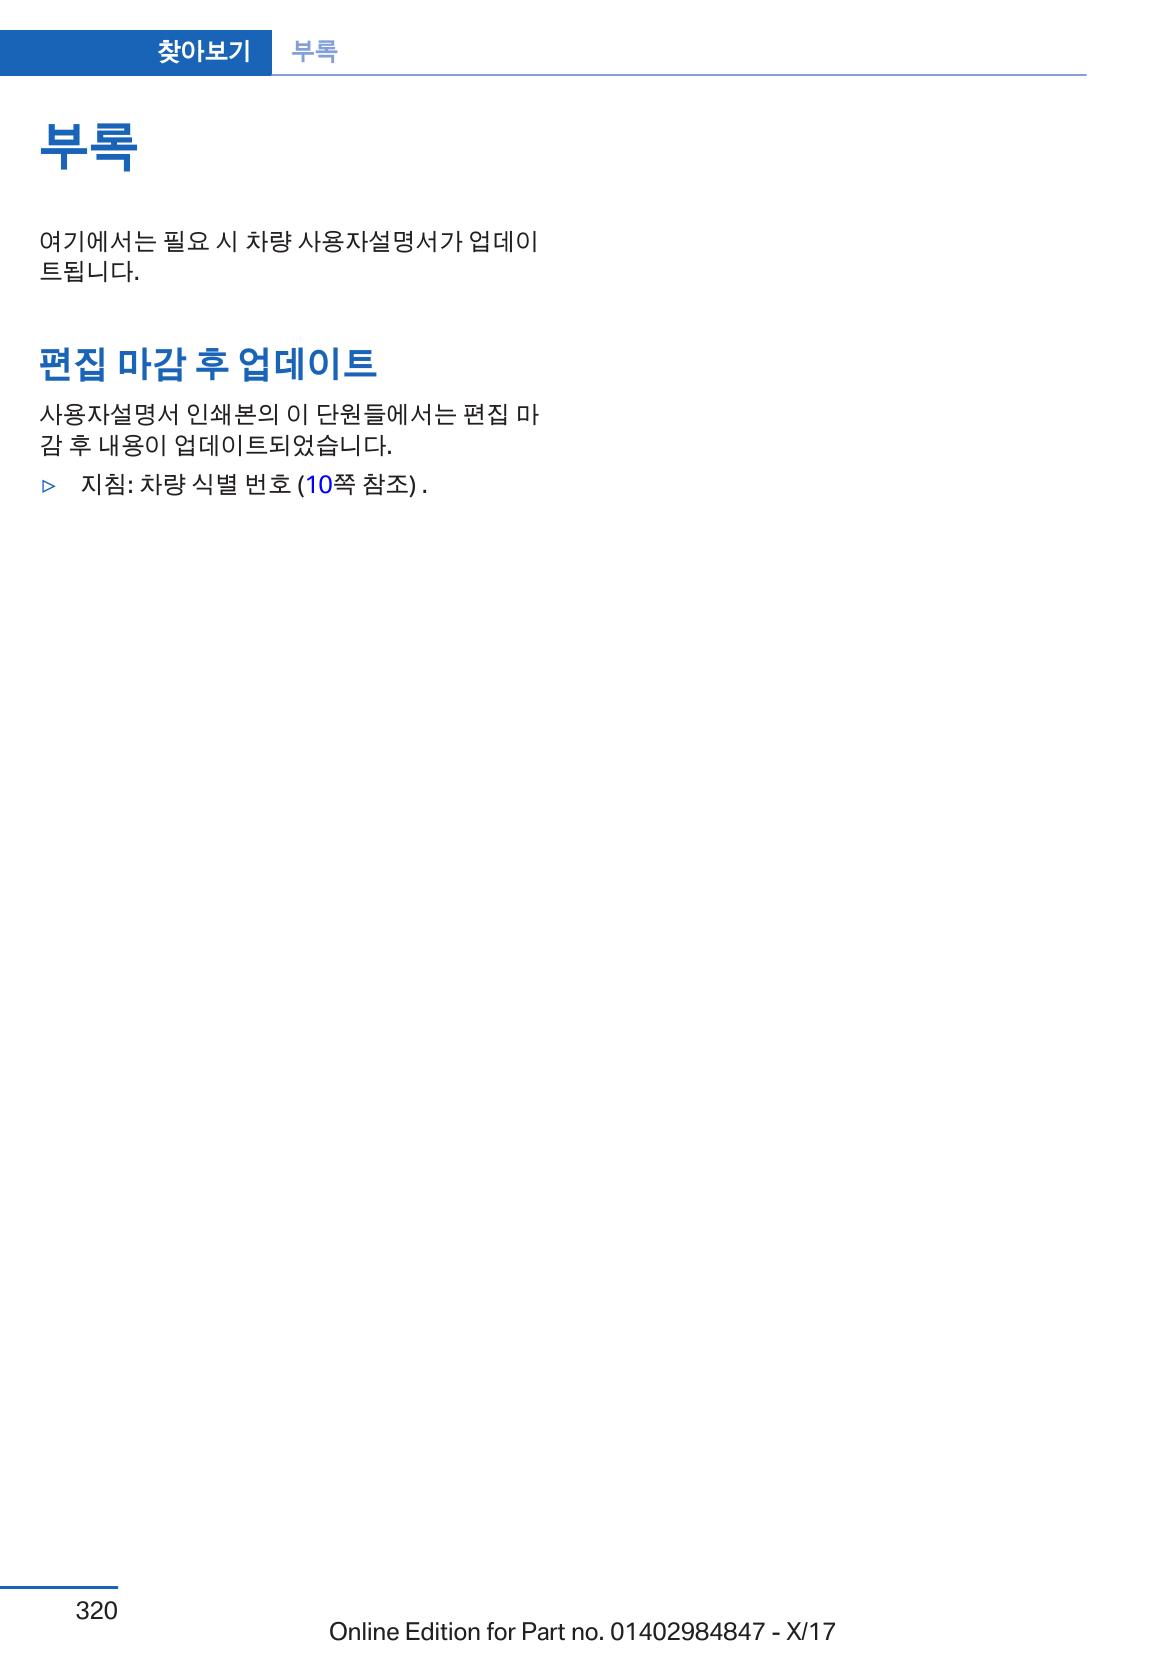 찾아보기 부록
부록
여기에서는 필요 시 차량 사용자설명서가 업데이
트됩니다.
편집 마감 후 업데이트
사용자설명서 인쇄본의 이 단원들에서는 편집 마
감 후 내용이 업데이트되었습니다.
▷ 지침: 차량 식별 번호 (10쪽 참조) .
320
Online Edition for Part no. 01402984847 - X/17